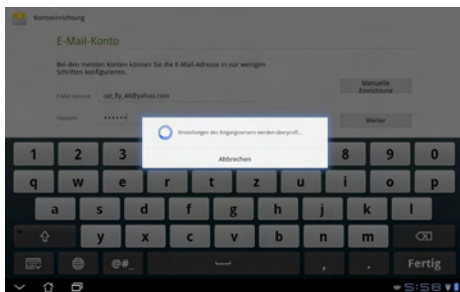 Kontoeinrichtung
E-Mail-Konto
Bei den meisten Konten können Sie die E-Mail-Adresse in nur wenigen
Schritten konfigurieren.
Manuelle
Einrichtung
E-Mail-Adresse cat_fly_46@yahoo.com
Passwort ••••••
Weiter
Einstellungen des Eingangsservers werden überprüft...
Abbrechen
1 2 3 8 9 0
q w e r t z u i o p
a s d f g h j k l
y x c v b n m
@#_ , . Fertig
5:58